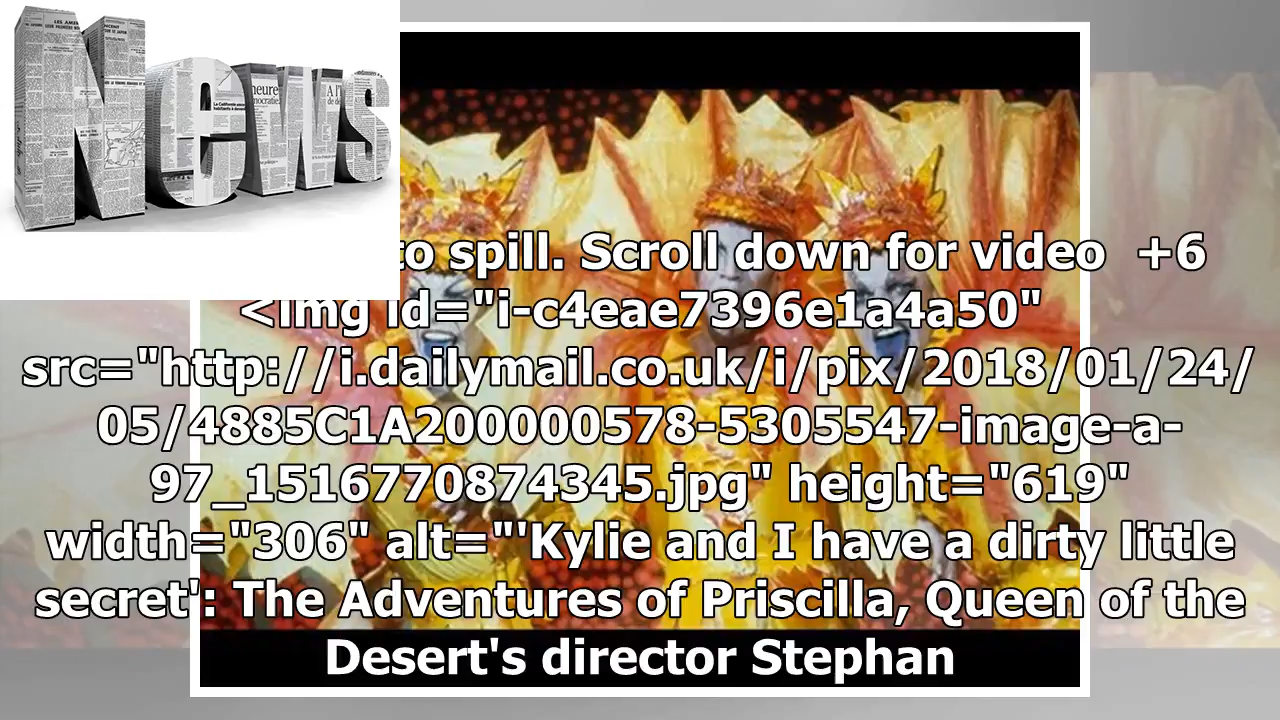 News
to spill. Scroll down for video +6
<img id="i-c4eae7396e1a4a50"
src="http://i.dailymail.co.uk/i/pix/2018/01/24/
05/4885C1A200000578-5305547-image-a-
97_1516770874345.jpg" height="619"
width="306" alt="'Kylie and I have a dirty little
secret': The Adventures of Priscilla, Queen of the
Desert's director Stephan